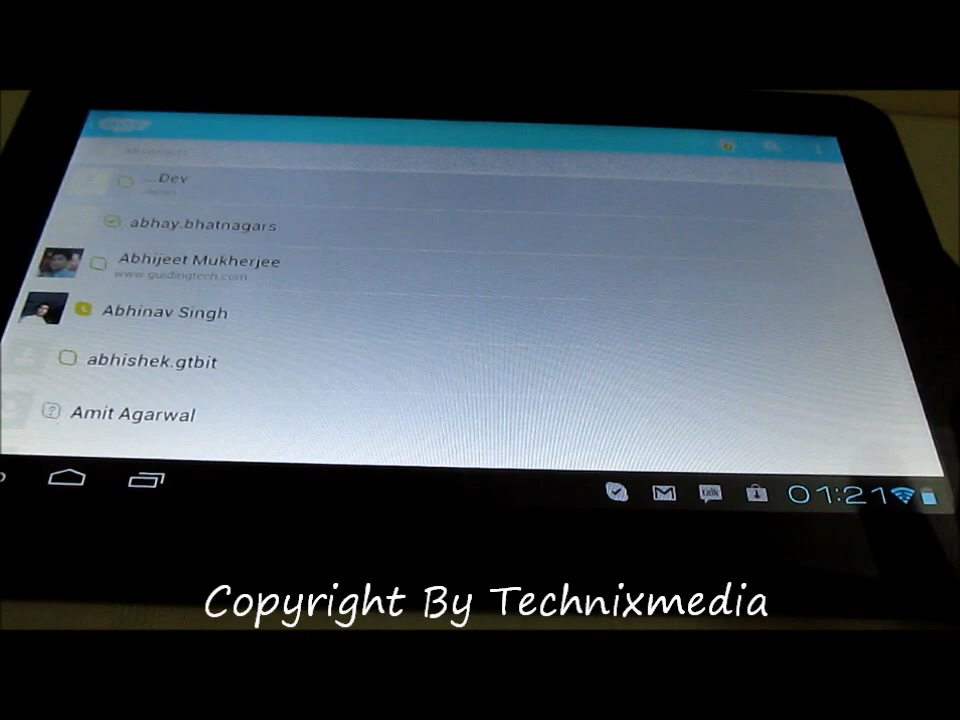 ...Dev
abhay.bhatnagars
Abhijeet Mukherjee
www.guidingtech.com
Abhinav Singh
abhishek.gtbit
? Amit Agarwal
talk
01:21
Copyright By Technixmedia